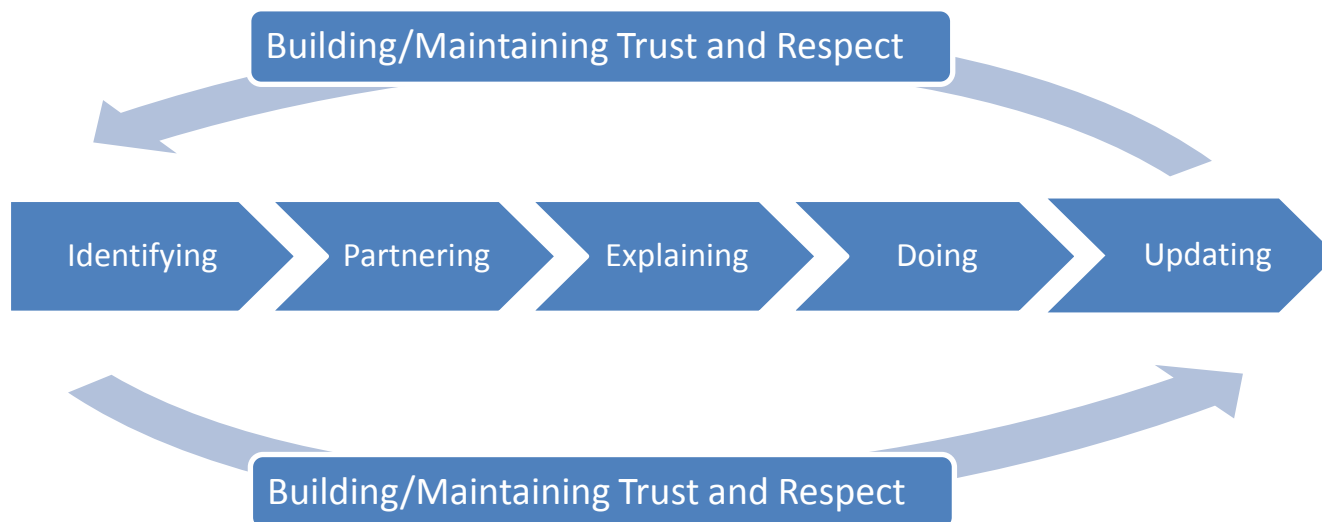 Building/Maintaining Trust and Respect
Identifying
Partnering
Explaining
Doing
Updating
Building/Maintaining Trust and Respect